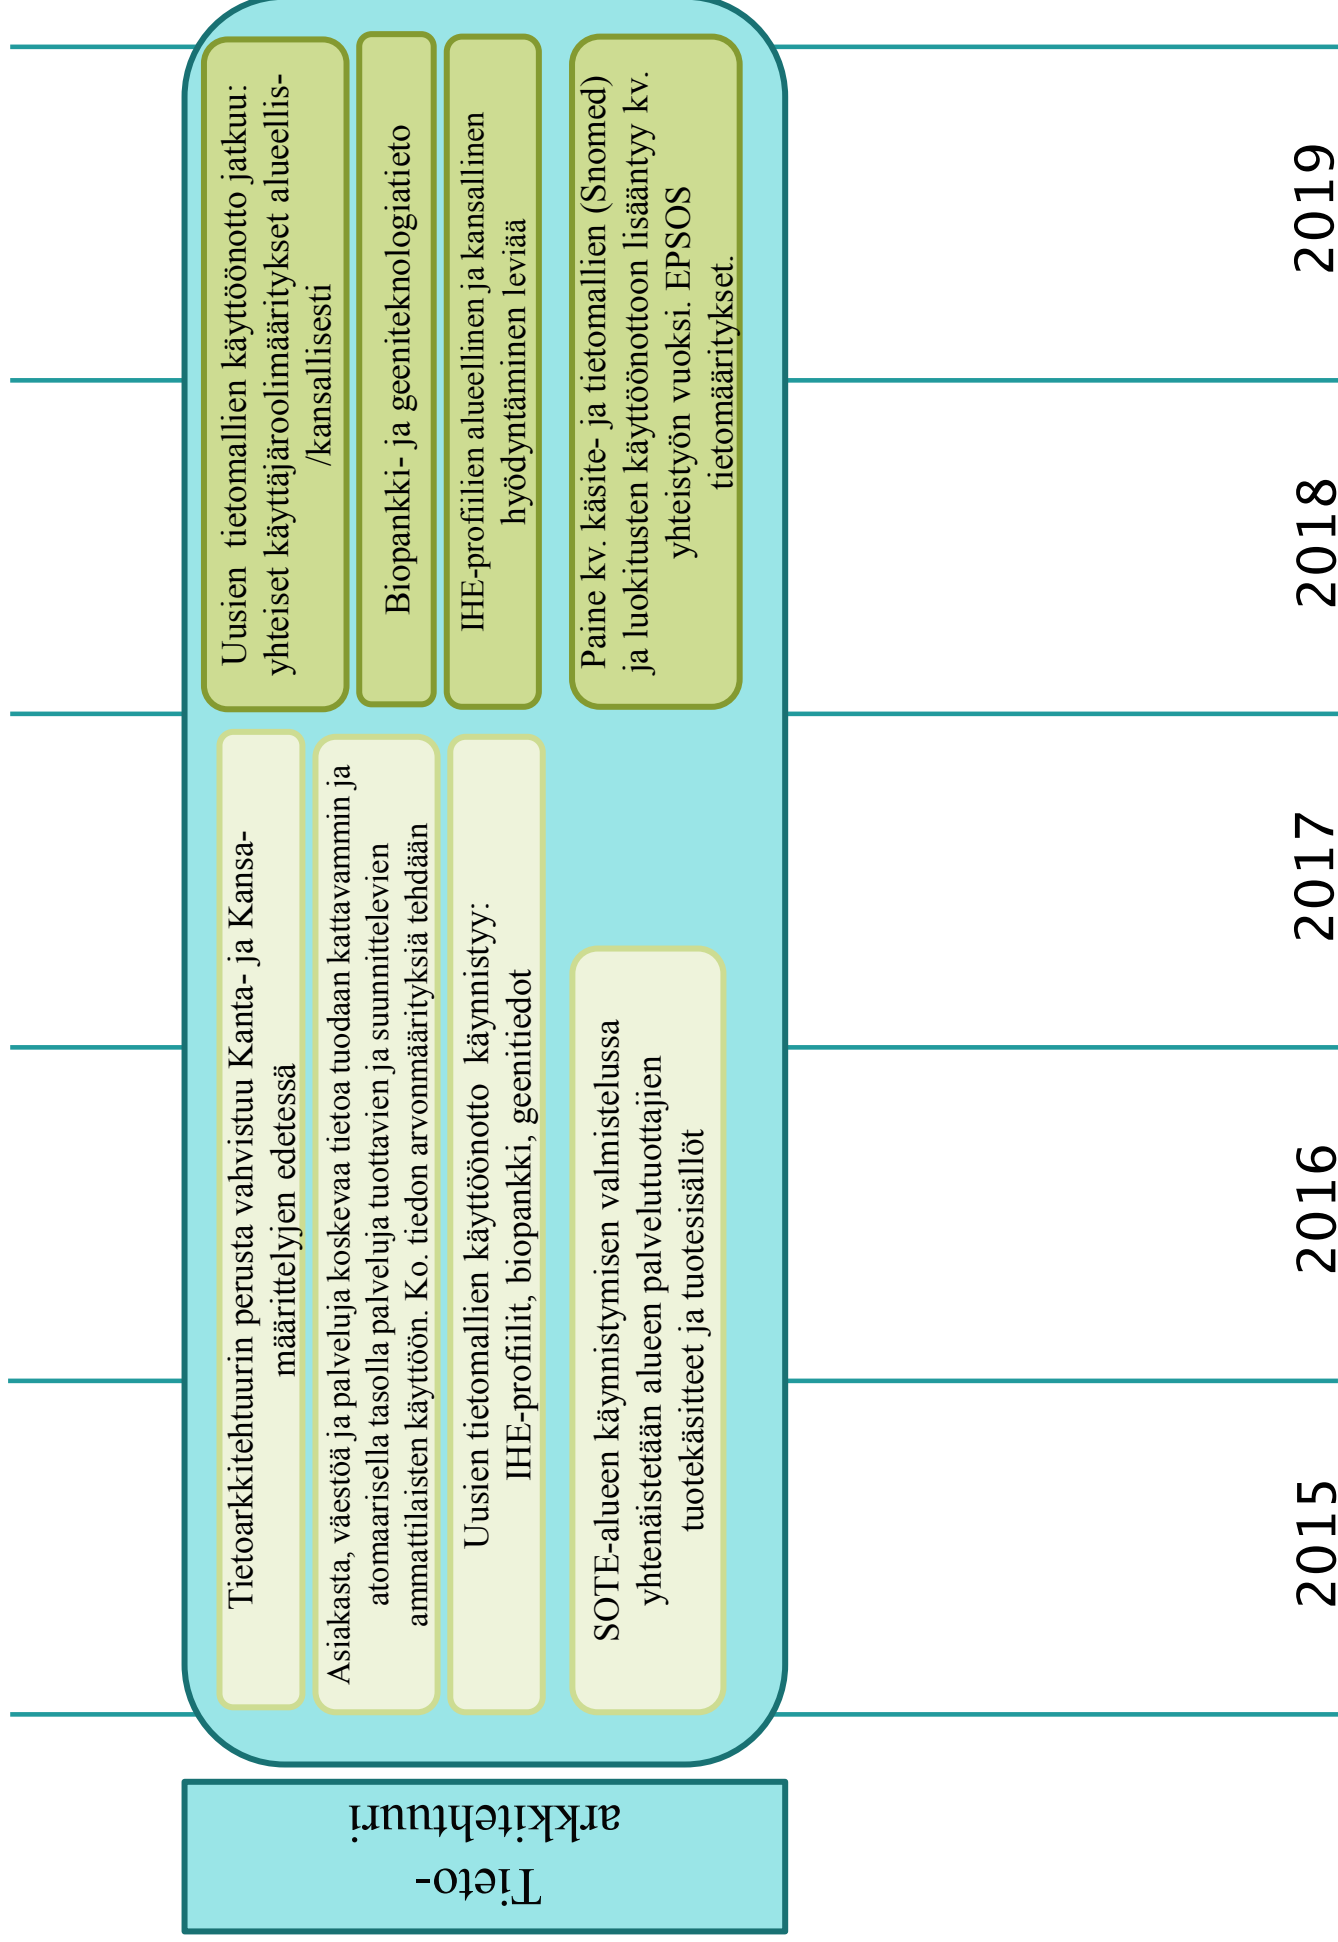 Tieto-
arkkitehtuuri
Tietoarkkitehtuurin perusta vahvistuu Kanta- ja Kansa-
määrittelyjen edetessä
Asiakasta, väestöä ja palveluja koskevaa tietoa tuodaan kattavammin ja
atomaarisella tasolla palveluja tuottavien ja suunnittelevien
ammattilaisten käyttöön. Ko. tiedon arvonmäärityksiä tehdään
Uusien tietomallien käyttöönotto käynnistyy:
IHE-profiilit, biopankki, geenitiedot
SOTE-alueen käynnistymisen valmistelussa
yhtenäistetään alueen palvelutuottajien
tuotekäsitteet ja tuotesisällöt
Uusien tietomallien käyttöönotto jatkuu:
yhteiset käyttäjäroolimääritykset alueellis-
/kansallisesti
Biopankki- ja geeniteknologiatieto
IHE-profiilien alueellinen ja kansallinen
hyödyntäminen leviää
Paine kv. käsite- ja tietomallien (Snomed)
ja luokitusten käyttöönottoon lisääntyy kv.
yhteistyön vuoksi. EPSOS
tietomääritykset.
2015
2016
2017
2018
2019